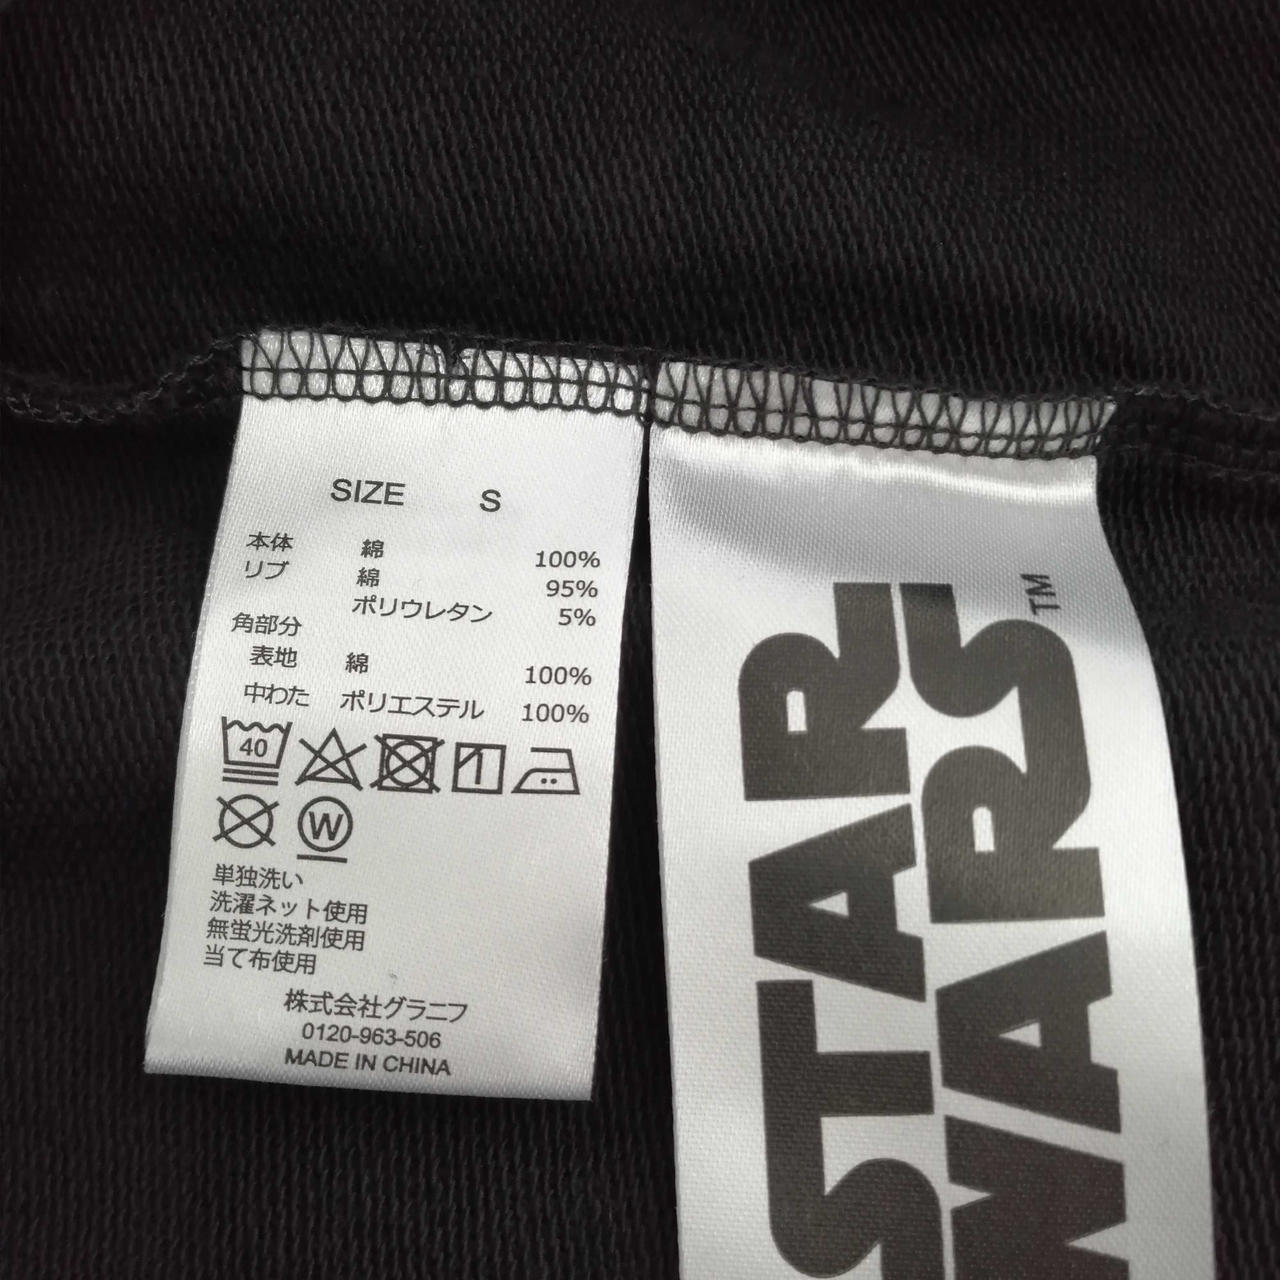 SIZE S
本体 綿 100%
リブ 綿 95%
ポリウレタン 5%
角部分
表地 綿 100%
中わた ポリエステル 100%
40
W
単独洗い
洗濯ネット使用
無蛍光洗剤使用
当て布使用
株式会社グラニフ
0120-963-506
MADE IN CHINA
STAR
WARS TM